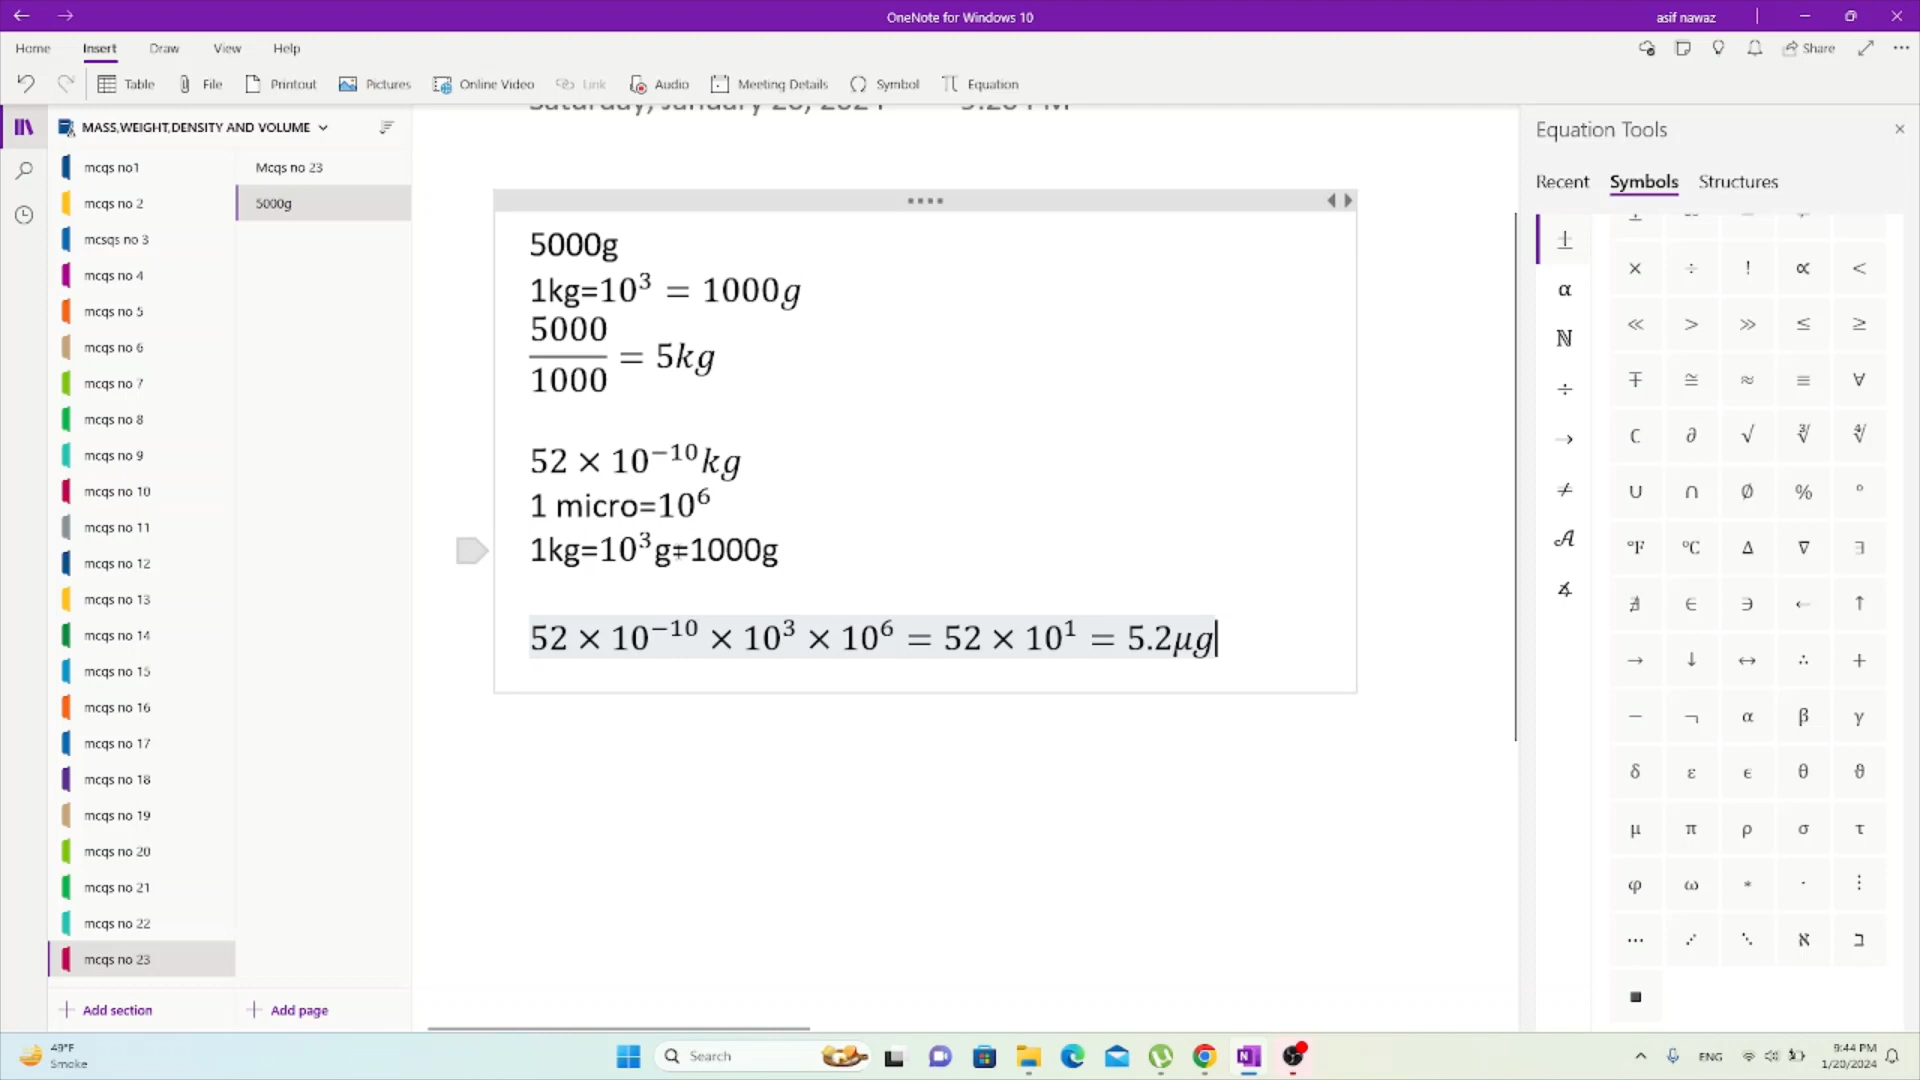 OneNote for Windows 10
asif nawaz
Home Insert Draw View Help
Share
Table File Printout Pictures Online Video Link Audio Meeting Details Symbol Equation
MASS,WEIGHT,DENSITY AND VOLUME
mcqs no1
mcqs no 2
mcsqs no 3
mcqs no 4
mcqs no 5
mcqs no 6
mcqs no 7
mcqs no 8
mcqs no 9
mcqs no 10
mcqs no 11
mcqs no 12
mcqs no 13
mcqs no 14
mcqs no 15
mcqs no 16
mcqs no 17
mcqs no 18
mcqs no 19
mcqs no 20
mcqs no 21
mcqs no 22
mcqs no 23
Add section
Mcqs no 23
5000g
Add page
Saturday, January 20, 2024
5000g
1kg=10³ = 1000g
5000
1000
= 5kg
52 × 10⁻¹⁰kg
1 micro=10⁶
1kg=10³g=1000g
52 × 10⁻¹⁰ × 10³ × 10⁶ = 52 × 10¹ = 5.2μg
Equation Tools
Recent Symbols Structures
±
α
ℕ
÷
→
≠
𝒜
∡
× ÷ ! ∝ <
≪ > ≫ ≤ ≥
∓ ≅ ≈ ≡ ∀
∁ ∂ √ ∛ ∜
∪ ∩ ∅ % °
°F °C ∆ ∇ ∃
∄ ∈ ∋ ← ↑
→ ↓ ↔ ∴ +
− ¬ α β γ
δ ε ϵ θ ϑ
μ π ρ σ τ
φ ω * · ⋮
⋯ ⋰ ⋱ ℵ ℶ
∎
49°F
Smoke
Search
ENG
9:44 PM
1/20/2024